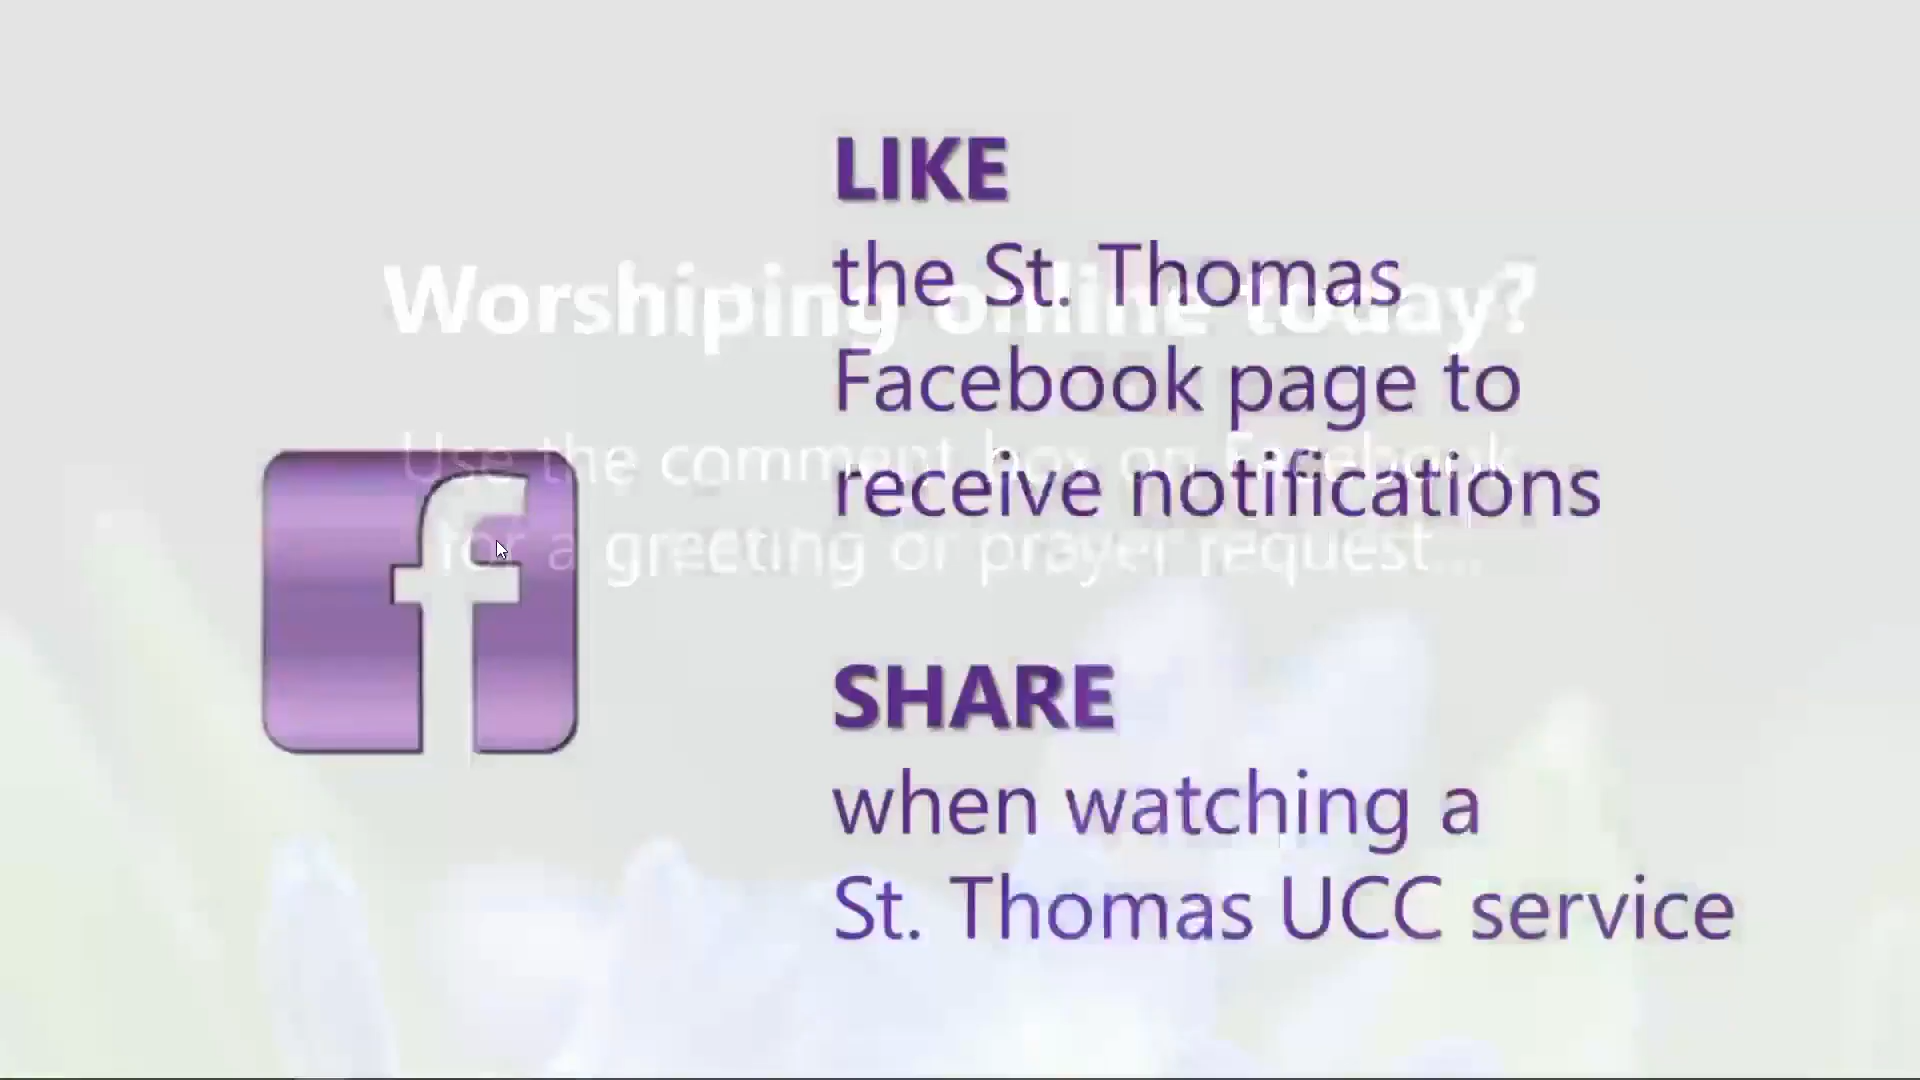 LIKE
the St. Thomas
Facebook page to
receive notifications
SHARE
when watching a
St. Thomas UCC service
Worshiping online today?
Use the comment box on Facebook
for a greeting or prayer request...
f